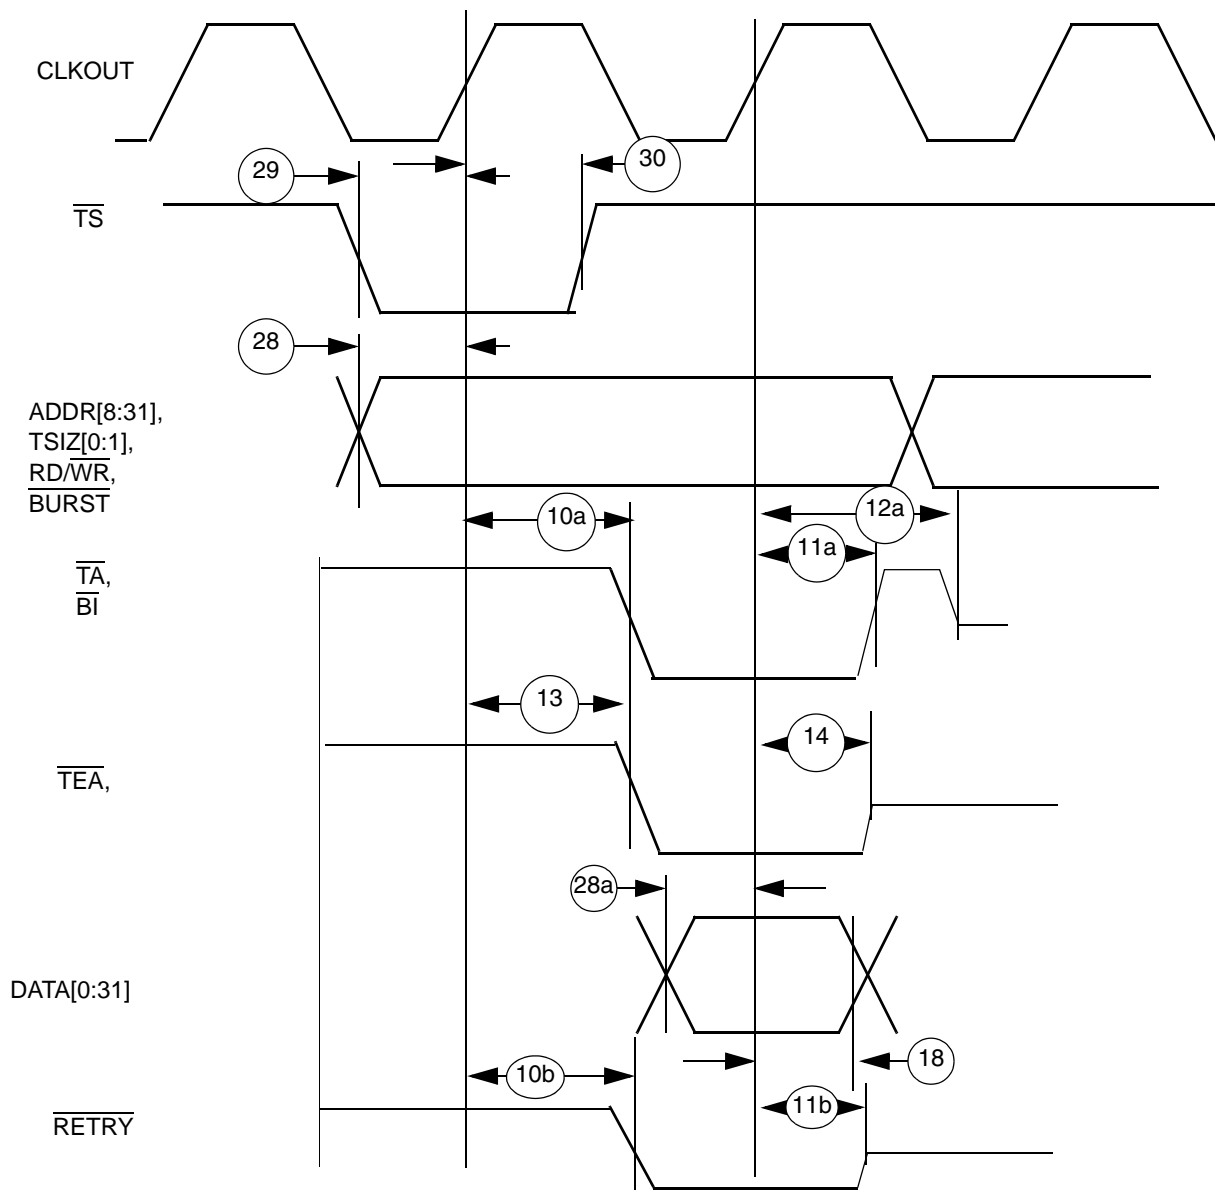 CLKOUT
29
30
TS
28
ADDR[8:31],
TSIZ[0:1],
RD/WR,
BURST
10a
12a
11a
TA,
BI
13
14
TEA,
28a
DATA[0:31]
10b
18
11b
RETRY